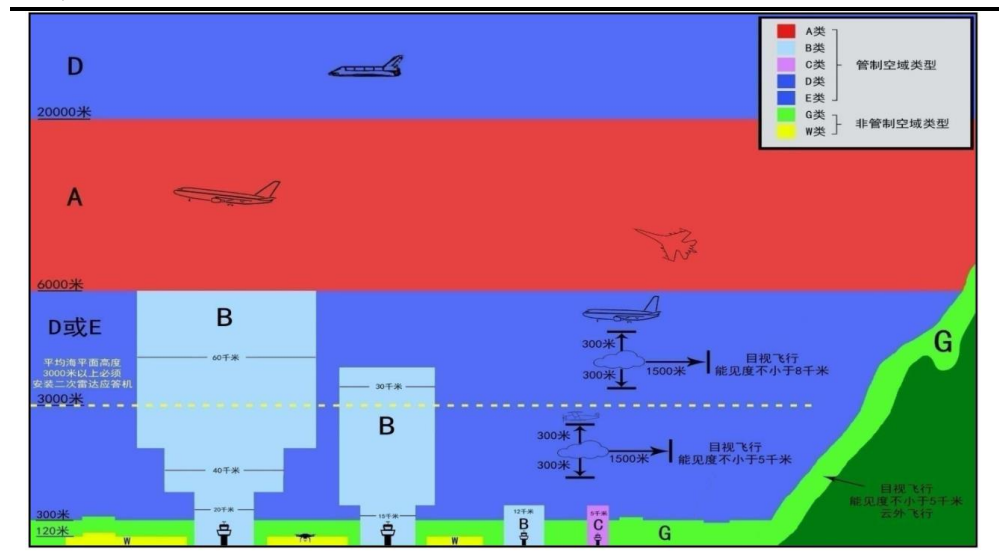 D
20000米
A类
B类
C类
D类
E类
管制空域类型
G类
W类
非管制空域类型
A
6000米
D或E
平均海平面高度
3000米以上必须
安装二次雷达应答机
3000米
B
60千米
40千米
20千米
30千米
B
15千米
300米
300米
1500米
目视飞行
能见度不小于8千米
300米
300米
1500米
目视飞行
能见度不小于5千米
G
目视飞行
能见度不小于5千米
云外飞行
300米
120米
W
W
12千米
B
5千米
C
G